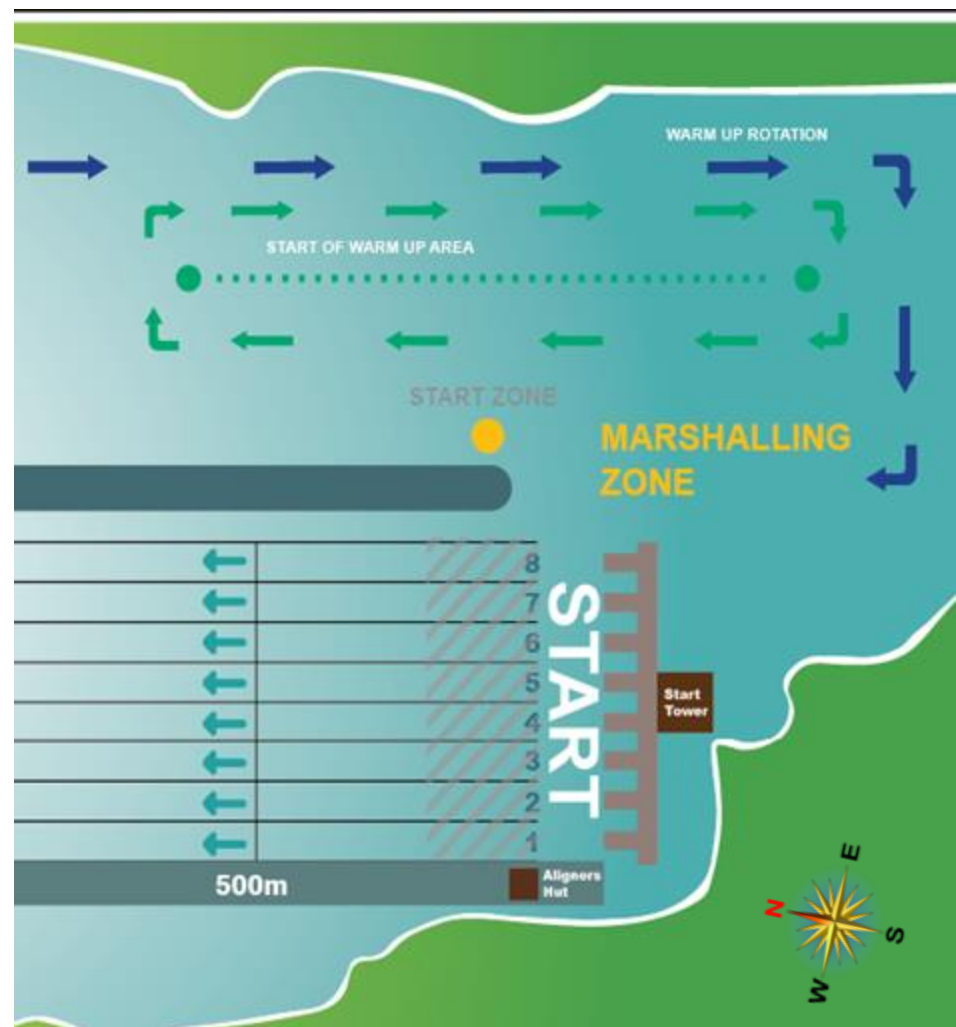 WARM UP ROTATION
START OF WARM UP AREA
START ZONE
MARSHALLING
ZONE
8
7
6
5
4
3
2
1
START
Start
Tower
500m
Aligners
Hut
E
N
S
W